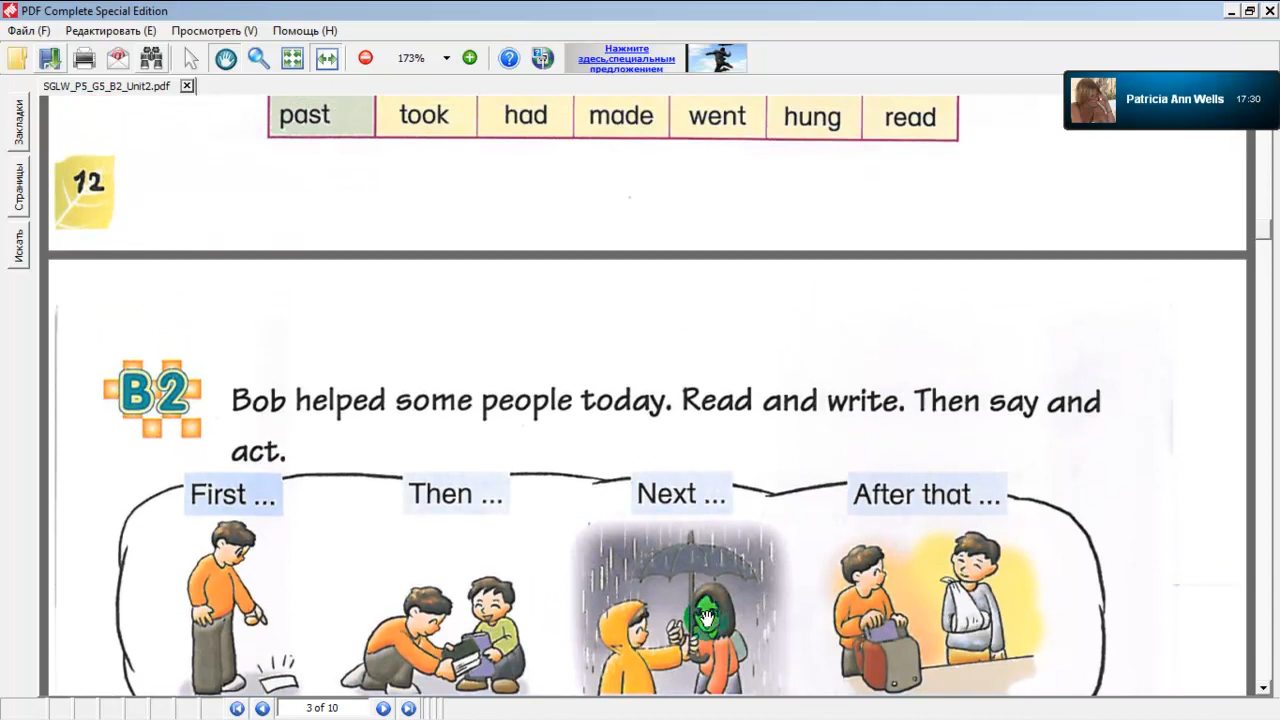 PDF Complete Special Edition
Файл (F) Редактировать (E) Просмотреть (V) Помощь (H)
173%
Нажмите
здесь,специальным
предложением
SGLW_P5_G5_B2_Unit2.pdf
Patricia Ann Wells 17:30
Закладки
Страницы
Искать
past took had made went hung read
12
B2 Bob helped some people today. Read and write. Then say and
act.
First ... Then ... Next ... After that ...
3 of 10